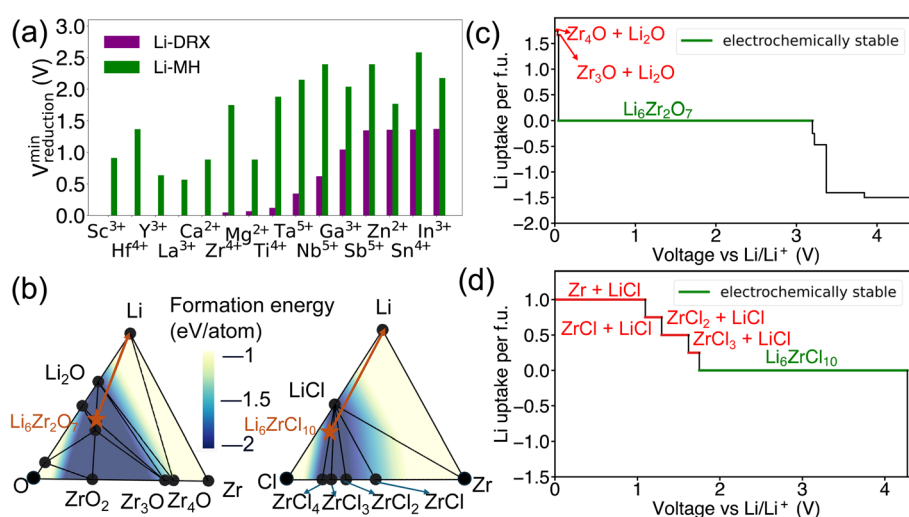 (a)
V^min_reduction (V)
3.0
2.5
2.0
1.5
1.0
0.5
0.0
Li-DRX
Li-MH
Sc³⁺ Y³⁺ Ca²⁺ Mg²⁺ Ta⁵⁺ Ga³⁺ Zn²⁺ In³⁺
Hf⁴⁺ La³⁺ Zr⁴⁺ Ti⁴⁺ Nb⁵⁺ Sb⁵⁺ Sn⁴⁺
(b)
Formation energy
(eV/atom)
—1
—1.5
—2
Li
Li₂O
Li₆Zr₂O₇
O
ZrO₂
Zr₃O
Zr₄O
Zr
Li
LiCl
Li₆ZrCl₁₀
Cl
ZrCl₄
ZrCl₃
ZrCl₂
ZrCl
Zr
(c)
Li uptake per f.u.
1.5
1.0
0.5
0.0
−0.5
−1.0
−1.5
−2.0
Zr₄O + Li₂O
Zr₃O + Li₂O
electrochemically stable
Li₆Zr₂O₇
0 1 2 3 4
Voltage vs Li/Li⁺ (V)
(d)
Li uptake per f.u.
1.0
0.5
0.0
−0.5
−1.0
−1.5
Zr + LiCl
ZrCl + LiCl
ZrCl₂ + LiCl
ZrCl₃ + LiCl
electrochemically stable
Li₆ZrCl₁₀
0 1 2 3 4
Voltage vs Li/Li⁺ (V)